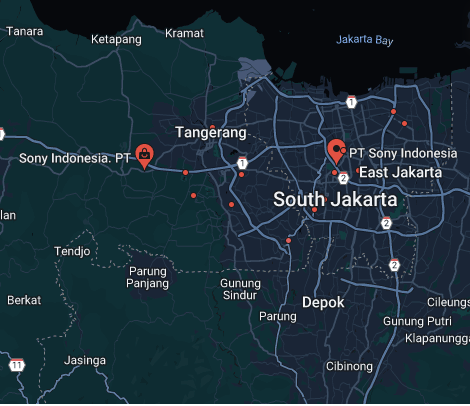 Tanara
Kramat
Ketapang
Jakarta Bay
1
Tangerang
Sony Indonesia. PT
1
PT Sony Indonesia
2
East Jakarta
South Jakarta
lan
2
Tendjo
2
Parung
Panjang
Gunung
Sindur
Berkat
Depok
Cileungs
Parung
Gunung Putri
Klapanungga
11
Jasinga
Cibinong